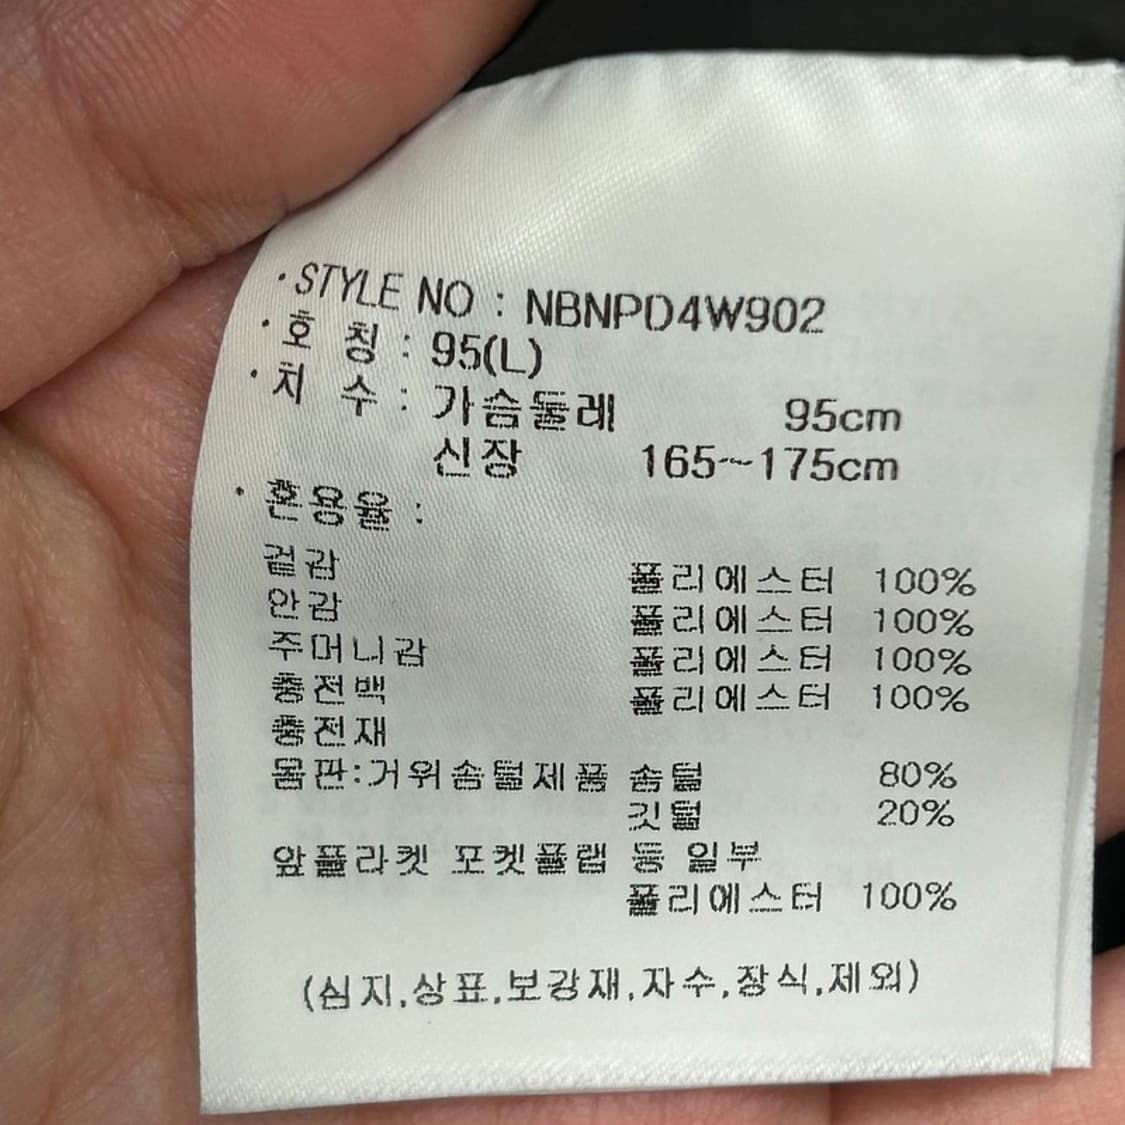 ·STYLE NO : NBNPD4W902
·호 칭 : 95(L)
·치 수 : 가슴둘레 95cm
신장 165~175cm
·혼용율 :
겉감 폴리에스터 100%
안감 폴리에스터 100%
주머니감 폴리에스터 100%
충전백 폴리에스터 100%
충전재
몸판:거위솜털제품 솜털 80%
깃털 20%
앞플라켓 포켓플랩 등 일부
폴리에스터 100%
(심지,상표,보강재,자수,장식,제외)